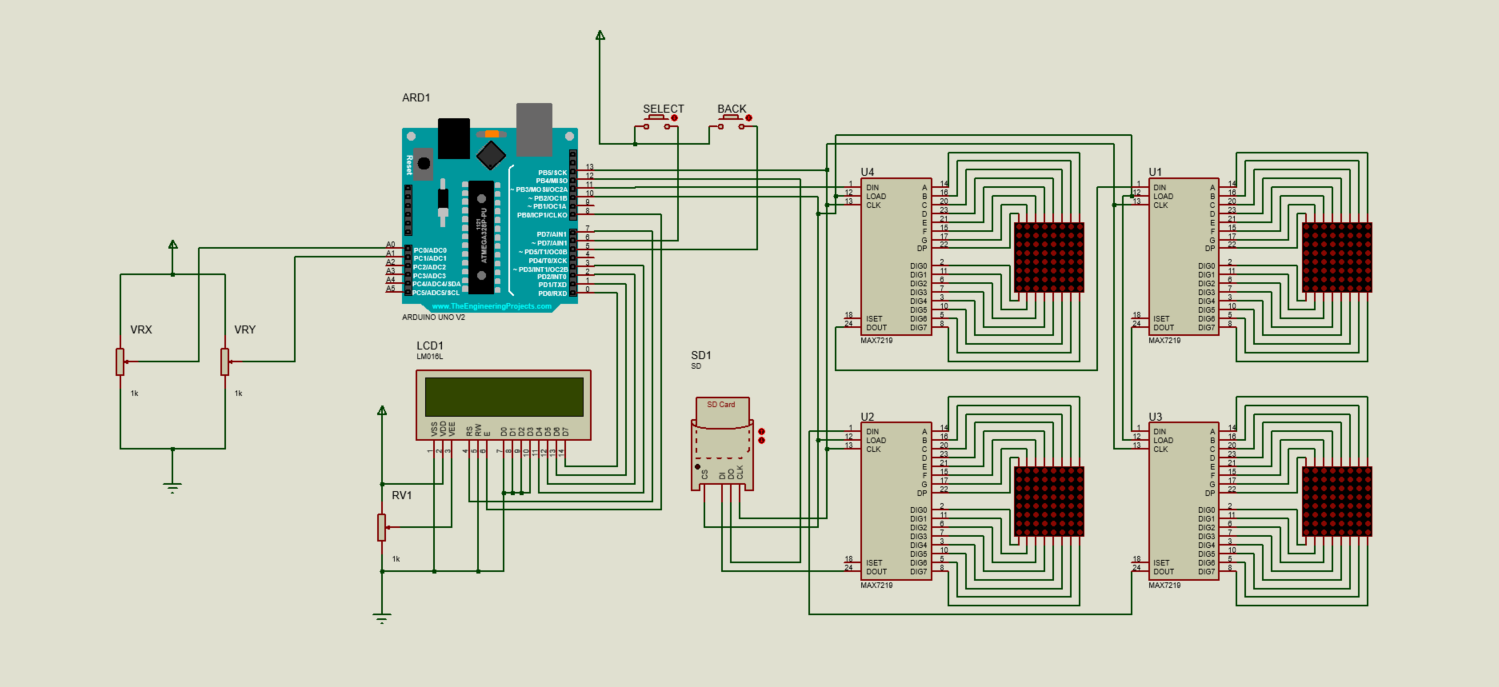 ARD1
SELECT
BACK
Reset
ATMEGA328P-PU
1121
PB5/SCK
PB4/MISO
~ PB3/MOSI/OC2A
~ PB2/OC1B
~ PB1/OC1A
PB0/ICP1/CLKO
PD7/AIN1
~ PD7/AIN1
~ PD5/T1/OC0B
PD4/T0/XCK
~ PD3/INT1/OC2B
PD2/INT0
PD1/TXD
PD0/RXD
13
12
11
10
9
8
7
6
5
4
3
2
1
0
A0
A1
A2
A3
A4
A5
PC0/ADC0
PC1/ADC1
PC2/ADC2
PC3/ADC3
PC4/ADC4/SDA
PC5/ADC5/SCL
www.TheEngineeringProjects.com
ARDUINO UNO V2
VRX
1k
VRY
1k
LCD1
LM016L
VSS
VDD
VEE
RS
RW
E
D0
D1
D2
D3
D4
D5
D6
D7
1
2
3
4
5
6
7
8
9
10
11
12
13
14
RV1
1k
SD1
SD
SD Card
CS
DI
DO
CLK
U4
1 DIN A 14
12 LOAD B 16
13 CLK C 20
D 23
E 21
F 15
G 17
DP 22
DIG0 2
DIG1 11
DIG2 6
DIG3 7
DIG4 3
DIG5 10
18 ISET DIG6 5
24 DOUT DIG7 8
MAX7219
U1
1 DIN A 14
12 LOAD B 16
13 CLK C 20
D 23
E 21
F 15
G 17
DP 22
DIG0 2
DIG1 11
DIG2 6
DIG3 7
DIG4 3
DIG5 10
18 ISET DIG6 5
24 DOUT DIG7 8
MAX7219
U2
1 DIN A 14
12 LOAD B 16
13 CLK C 20
D 23
E 21
F 15
G 17
DP 22
DIG0 2
DIG1 11
DIG2 6
DIG3 7
DIG4 3
DIG5 10
18 ISET DIG6 5
24 DOUT DIG7 8
MAX7219
U3
1 DIN A 14
12 LOAD B 16
13 CLK C 20
D 23
E 21
F 15
G 17
DP 22
DIG0 2
DIG1 11
DIG2 6
DIG3 7
DIG4 3
DIG5 10
18 ISET DIG6 5
24 DOUT DIG7 8
MAX7219